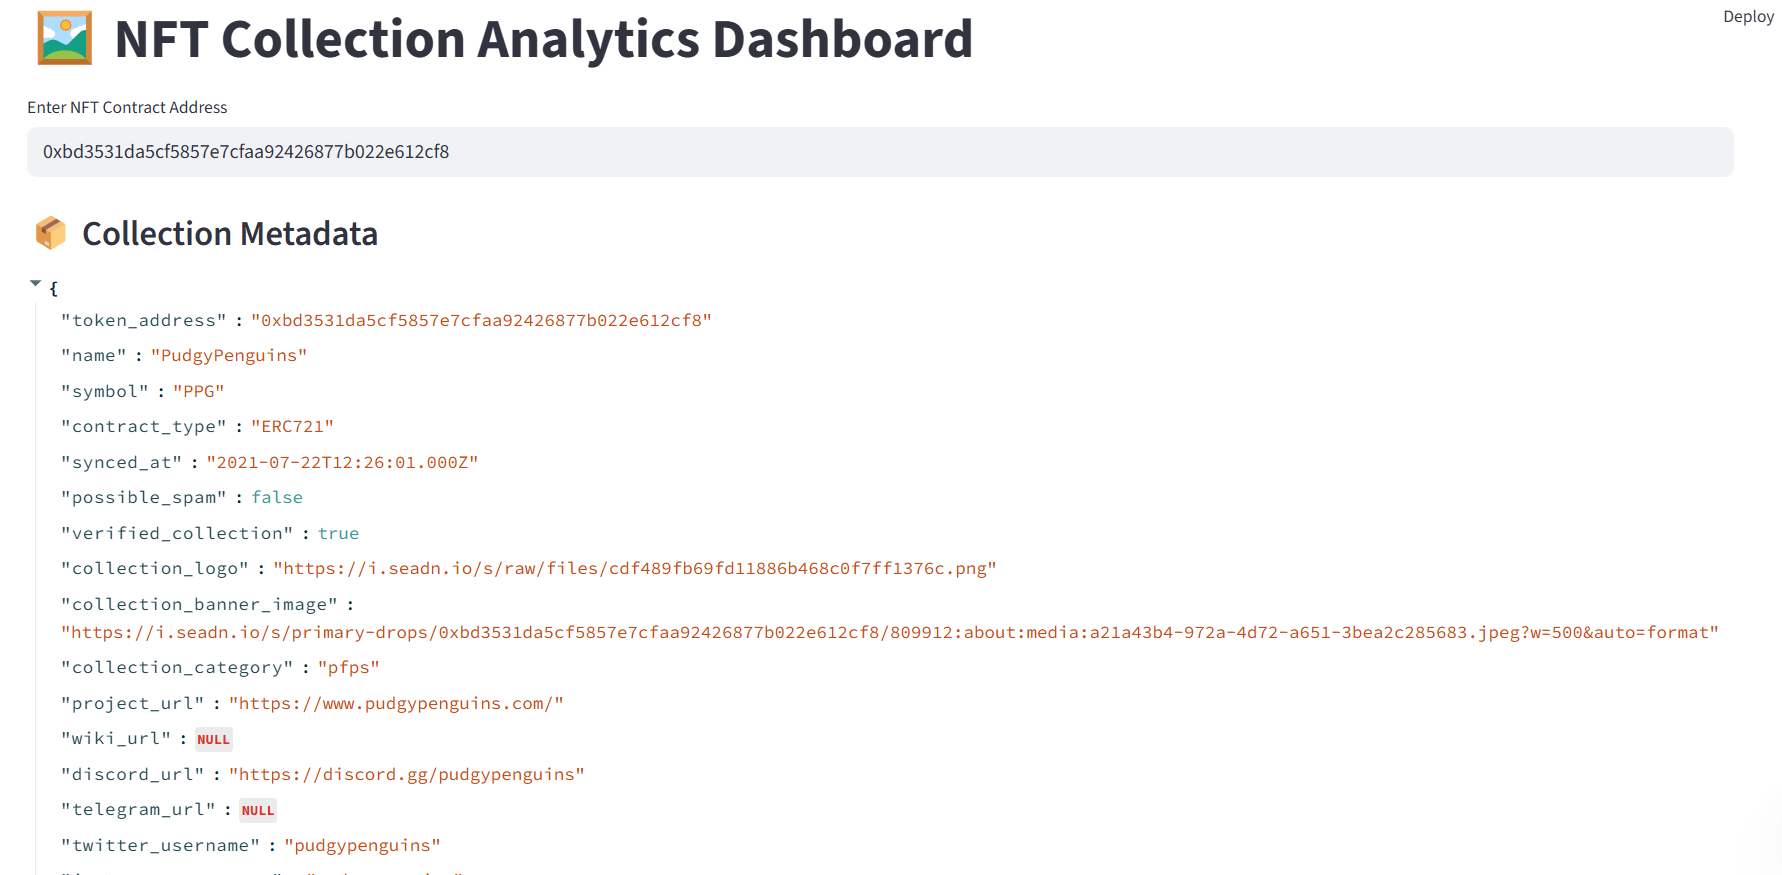 NFT Collection Analytics Dashboard
Deploy
Enter NFT Contract Address
0xbd3531da5cf5857e7cfaa92426877b022e612cf8
Collection Metadata
{
"token_address" : "0xbd3531da5cf5857e7cfaa92426877b022e612cf8"
"name" : "PudgyPenguins"
"symbol" : "PPG"
"contract_type" : "ERC721"
"synced_at" : "2021-07-22T12:26:01.000Z"
"possible_spam" : false
"verified_collection" : true
"collection_logo" : "https://i.seadn.io/s/raw/files/cdf489fb69fd11886b468c0f7ff1376c.png"
"collection_banner_image" :
"https://i.seadn.io/s/primary-drops/0xbd3531da5cf5857e7cfaa92426877b022e612cf8/809912:about:media:a21a43b4-972a-4d72-a651-3bea2c285683.jpeg?w=500&auto=format"
"collection_category" : "pfps"
"project_url" : "https://www.pudgypenguins.com/"
"wiki_url" : NULL
"discord_url" : "https://discord.gg/pudgypenguins"
"telegram_url" : NULL
"twitter_username" : "pudgypenguins"